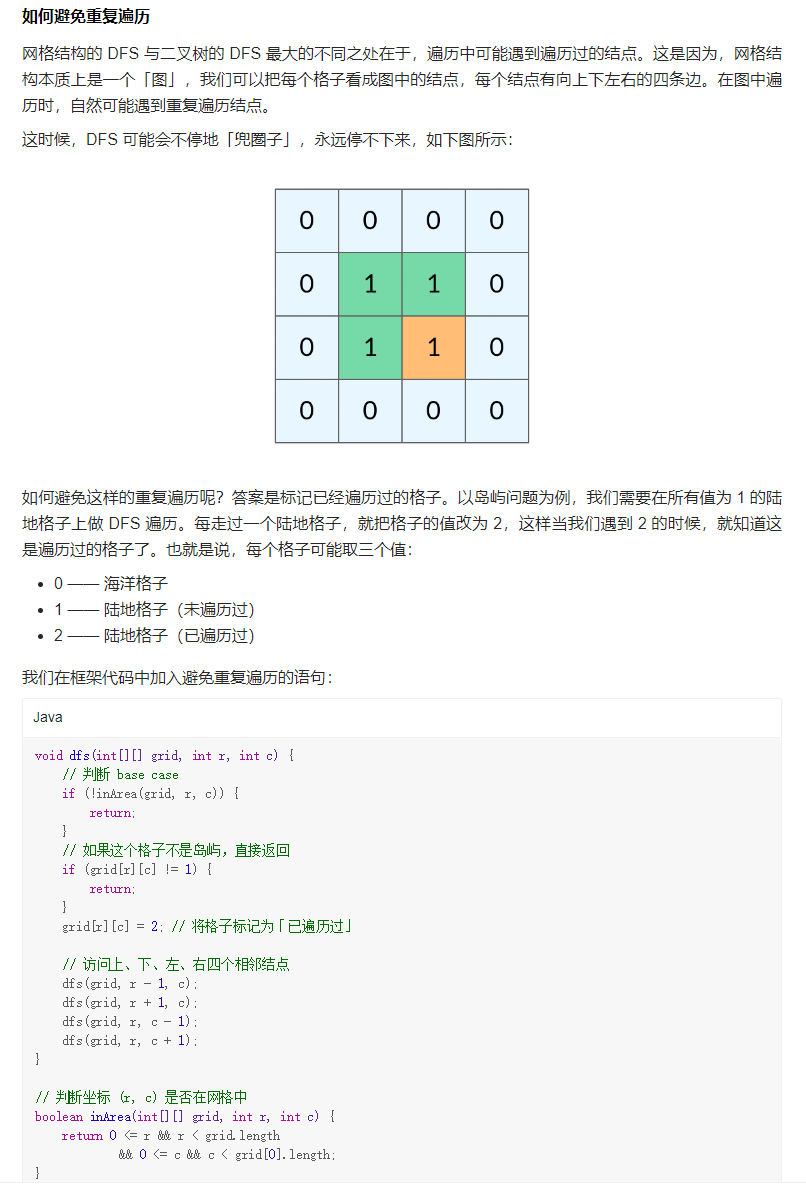 如何避免重复遍历
网格结构的 DFS 与二叉树的 DFS 最大的不同之处在于，遍历中可能遇到遍历过的结点。这是因为，网格结
构本质上是一个「图」，我们可以把每个格子看成图中的结点，每个结点有向上下左右的四条边。在图中遍
历时，自然可能遇到重复遍历结点。
这时候，DFS 可能会不停地「兜圈子」，永远停不下来，如下图所示：
0 0 0 0
0 1 1 0
0 1 1 0
0 0 0 0
如何避免这样的重复遍历呢？答案是标记已经遍历过的格子。以岛屿问题为例，我们需要在所有值为 1 的陆
地格子上做 DFS 遍历。每走过一个陆地格子，就把格子的值改为 2，这样当我们遇到 2 的时候，就知道这
是遍历过的格子了。也就是说，每个格子可能取三个值：
• 0 —— 海洋格子
• 1 —— 陆地格子（未遍历过）
• 2 —— 陆地格子（已遍历过）
我们在框架代码中加入避免重复遍历的语句：
Java
void dfs(int[][] grid, int r, int c) {
    // 判断 base case
    if (!inArea(grid, r, c)) {
        return;
    }
    // 如果这个格子不是岛屿，直接返回
    if (grid[r][c] != 1) {
        return;
    }
    grid[r][c] = 2; // 将格子标记为「已遍历过」
    // 访问上、下、左、右四个相邻结点
    dfs(grid, r - 1, c);
    dfs(grid, r + 1, c);
    dfs(grid, r, c - 1);
    dfs(grid, r, c + 1);
}
// 判断坐标 (r, c) 是否在网格中
boolean inArea(int[][] grid, int r, int c) {
    return 0 <= r && r < grid.length
            && 0 <= c && c < grid[0].length;
}